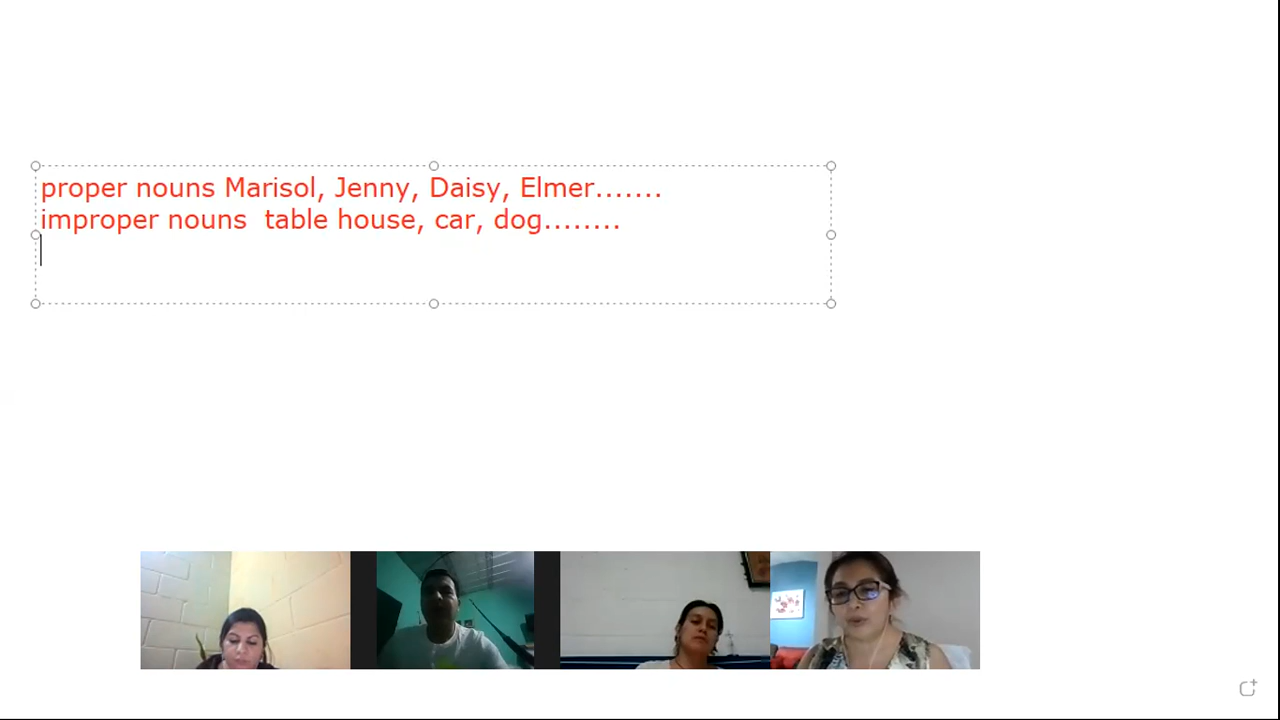 proper nouns Marisol, Jenny, Daisy, Elmer.......
improper nouns  table house, car, dog........